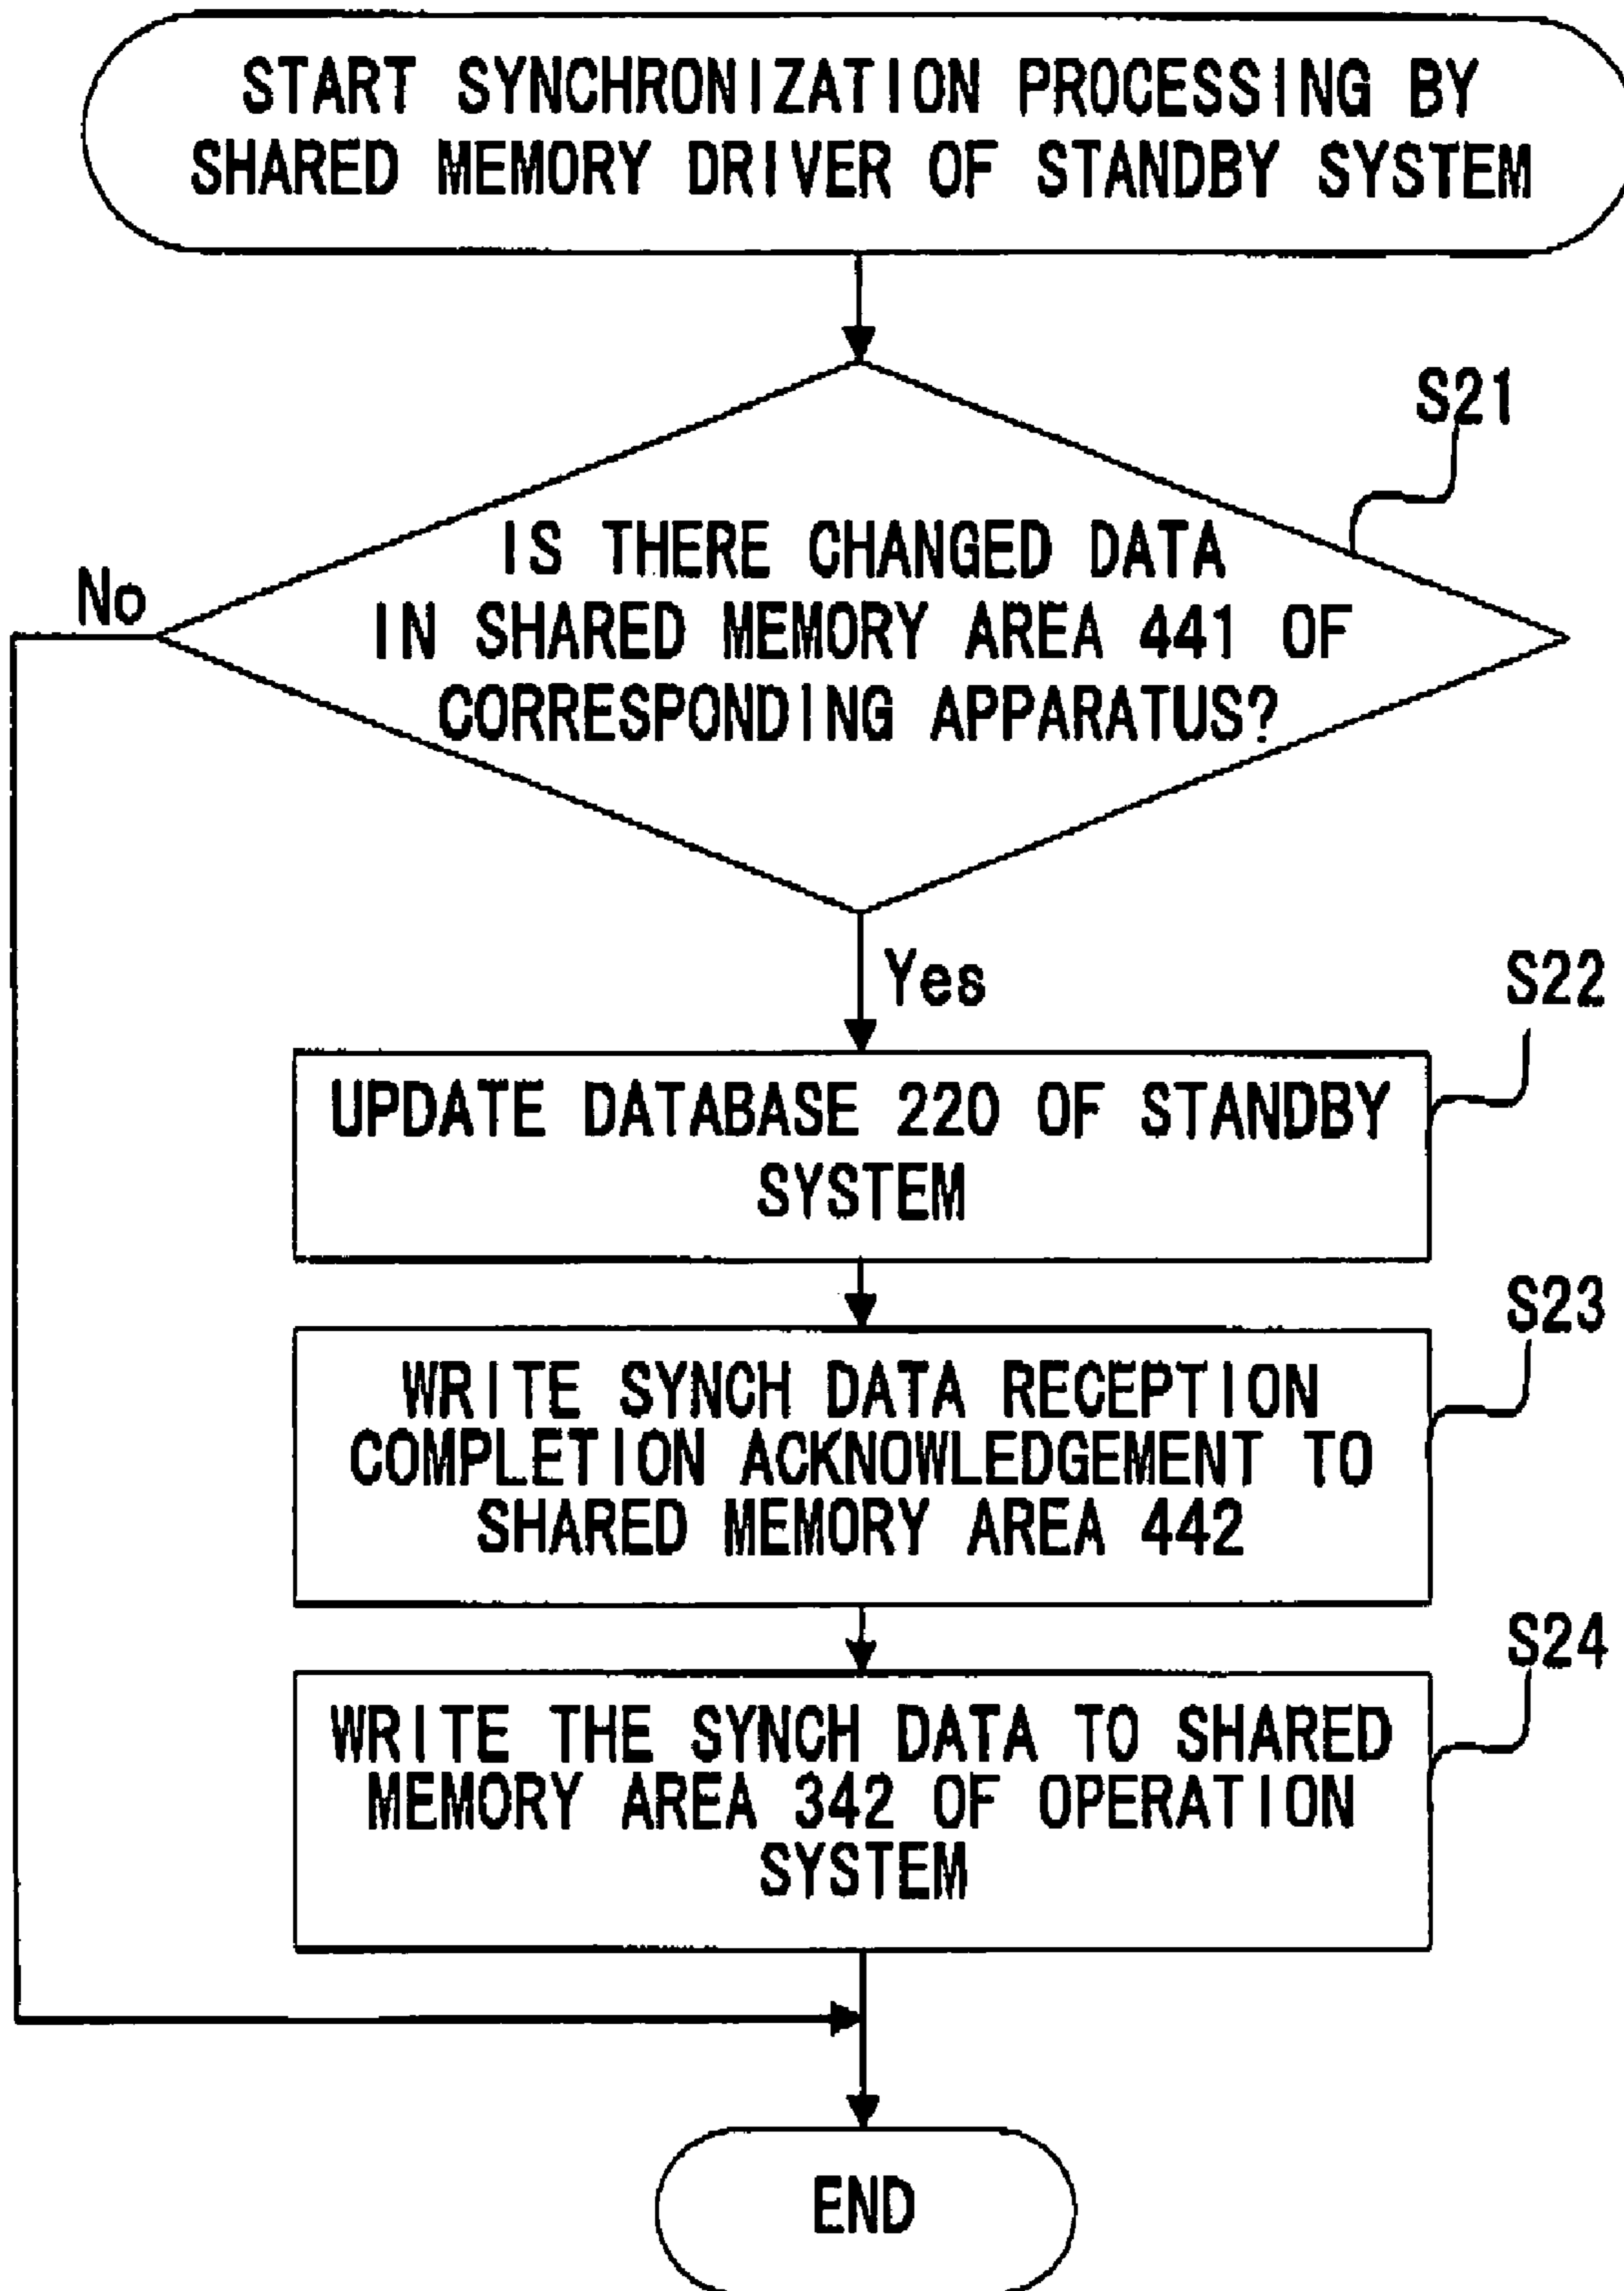 START SYNCHRONIZATION PROCESSING BY
SHARED MEMORY DRIVER OF STANDBY SYSTEM
S21
IS THERE CHANGED DATA
IN SHARED MEMORY AREA 441 OF
CORRESPONDING APPARATUS?
No
Yes
S22
UPDATE DATABASE 220 OF STANDBY
SYSTEM
S23
WRITE SYNCH DATA RECEPTION
COMPLETION ACKNOWLEDGEMENT TO
SHARED MEMORY AREA 442
S24
WRITE THE SYNCH DATA TO SHARED
MEMORY AREA 342 OF OPERATION
SYSTEM
END